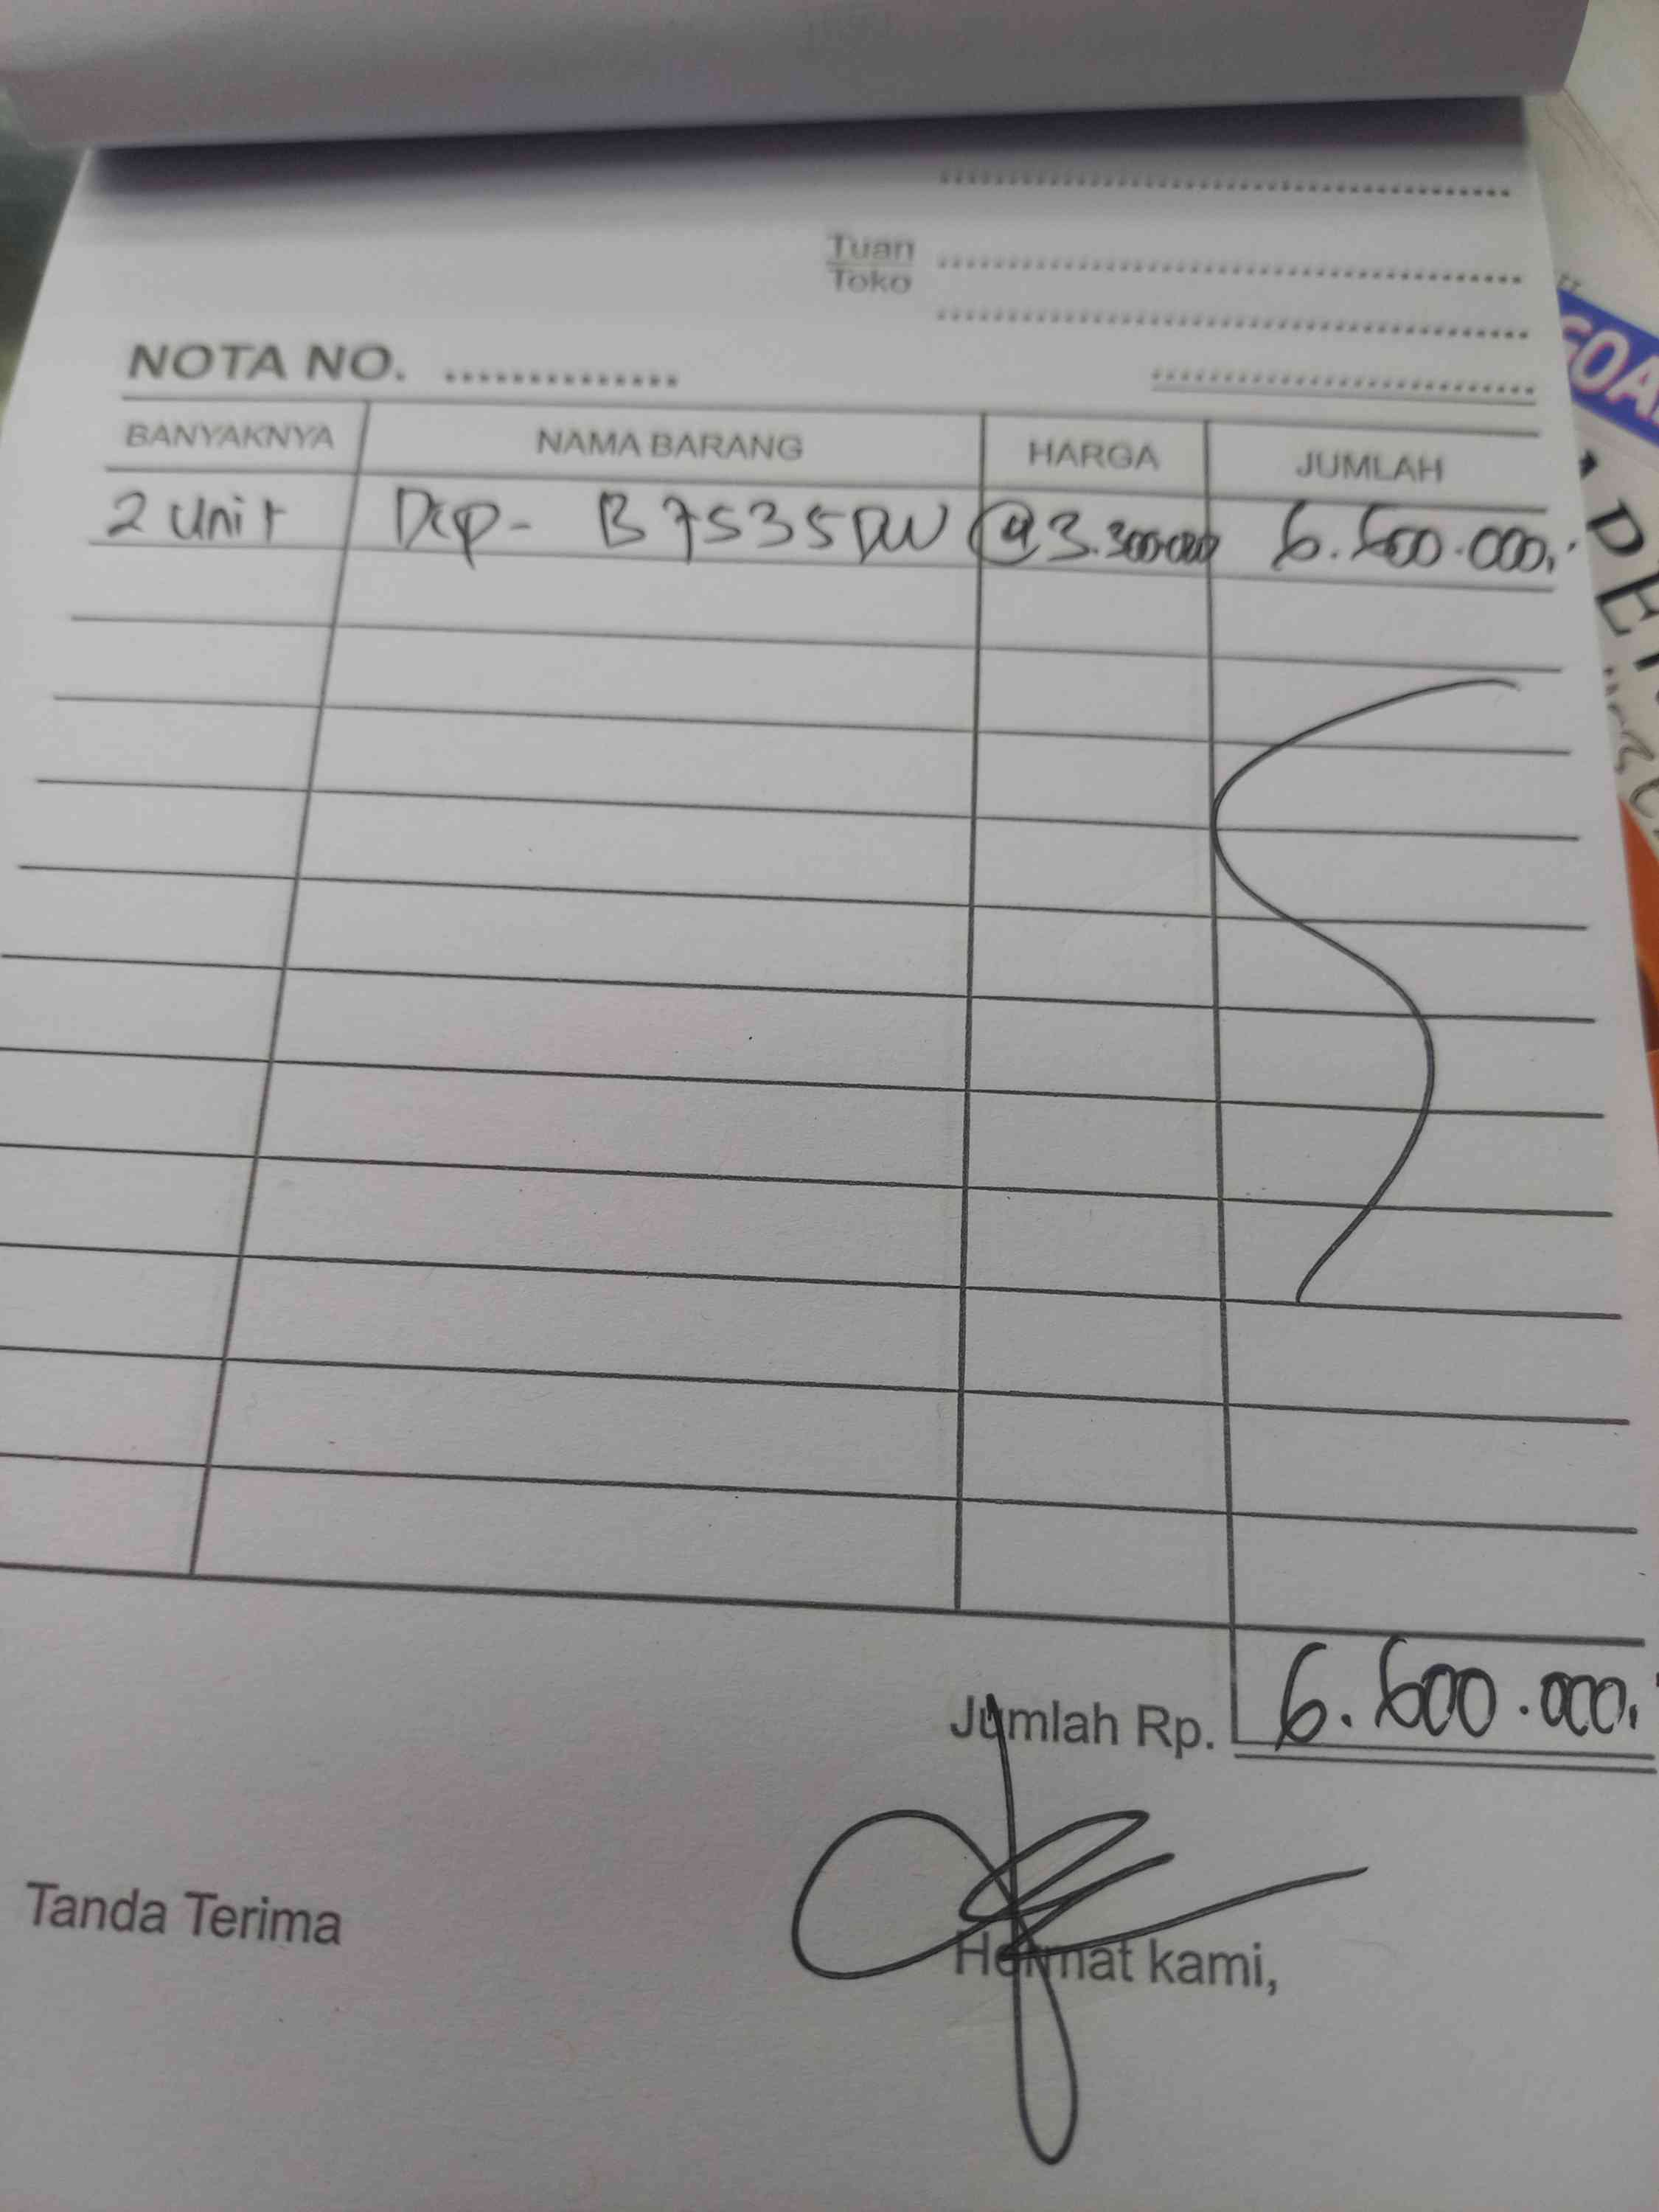 Tuan
Toko
NOTA NO. ..............
BANYAKNYA NAMA BARANG HARGA JUMLAH
2 Unit Dcp- B7535DW @3.300.000 6.600.000,-
Jumlah Rp. 6.600.000,-
Tanda Terima
Hormat kami,